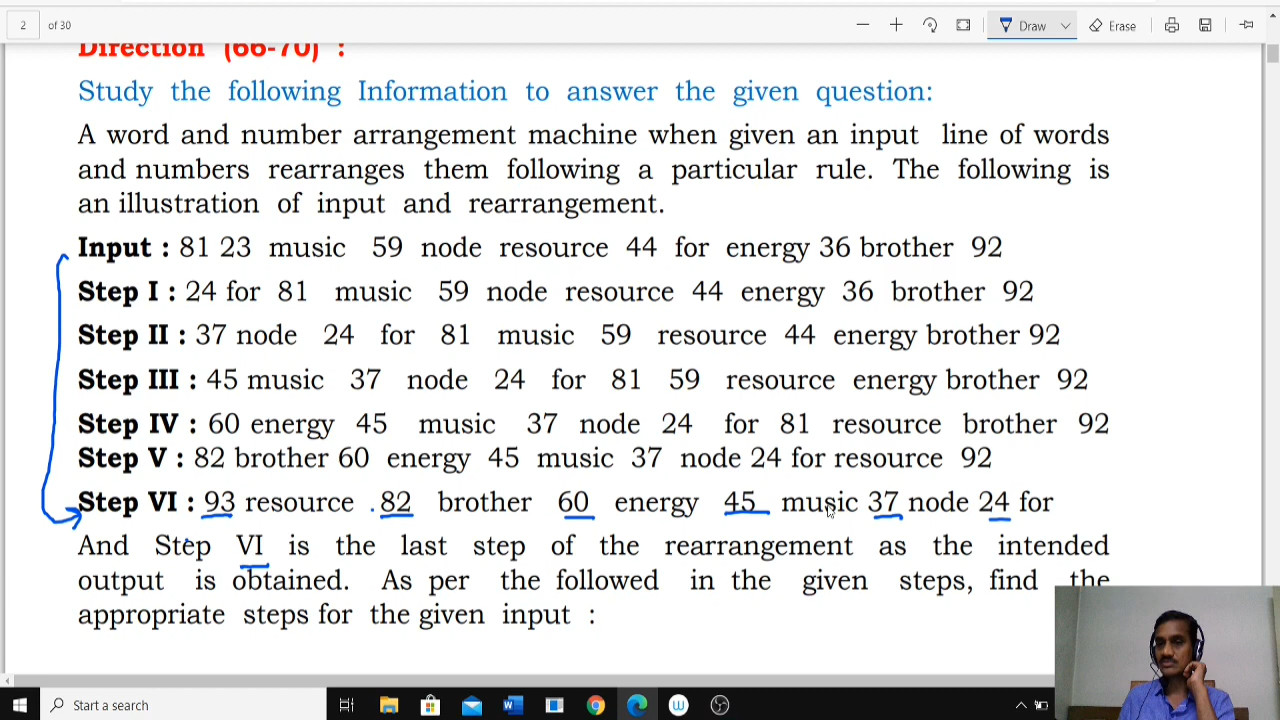 2 of 30 Draw Erase
Direction (66-70) :
Study the following Information to answer the given question:
A word and number arrangement machine when given an input line of words
and numbers rearranges them following a particular rule. The following is
an illustration of input and rearrangement.
Input : 81 23 music 59 node resource 44 for energy 36 brother 92
Step I : 24 for 81 music 59 node resource 44 energy 36 brother 92
Step II : 37 node 24 for 81 music 59 resource 44 energy brother 92
Step III : 45 music 37 node 24 for 81 59 resource energy brother 92
Step IV : 60 energy 45 music 37 node 24 for 81 resource brother 92
Step V : 82 brother 60 energy 45 music 37 node 24 for resource 92
Step VI : 93 resource 82 brother 60 energy 45 music 37 node 24 for
And Step VI is the last step of the rearrangement as the intended
output is obtained. As per the followed in the given steps, find the
appropriate steps for the given input :
Start a search